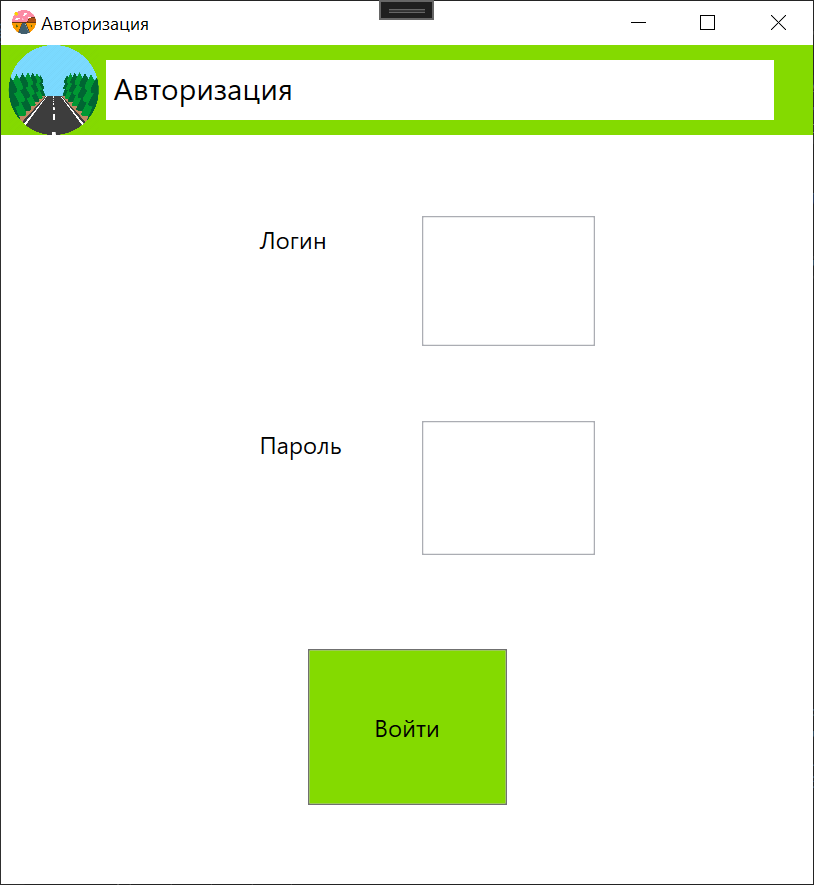 Авторизация
Авторизация
Логин
Пароль
Войти